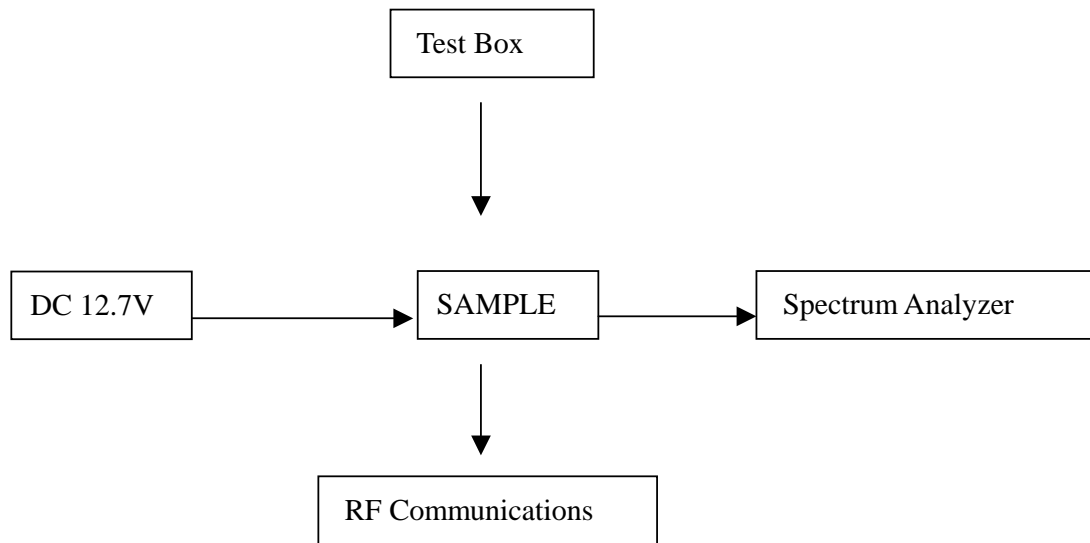 Test Box
DC 12.7V
SAMPLE
Spectrum Analyzer
RF Communications